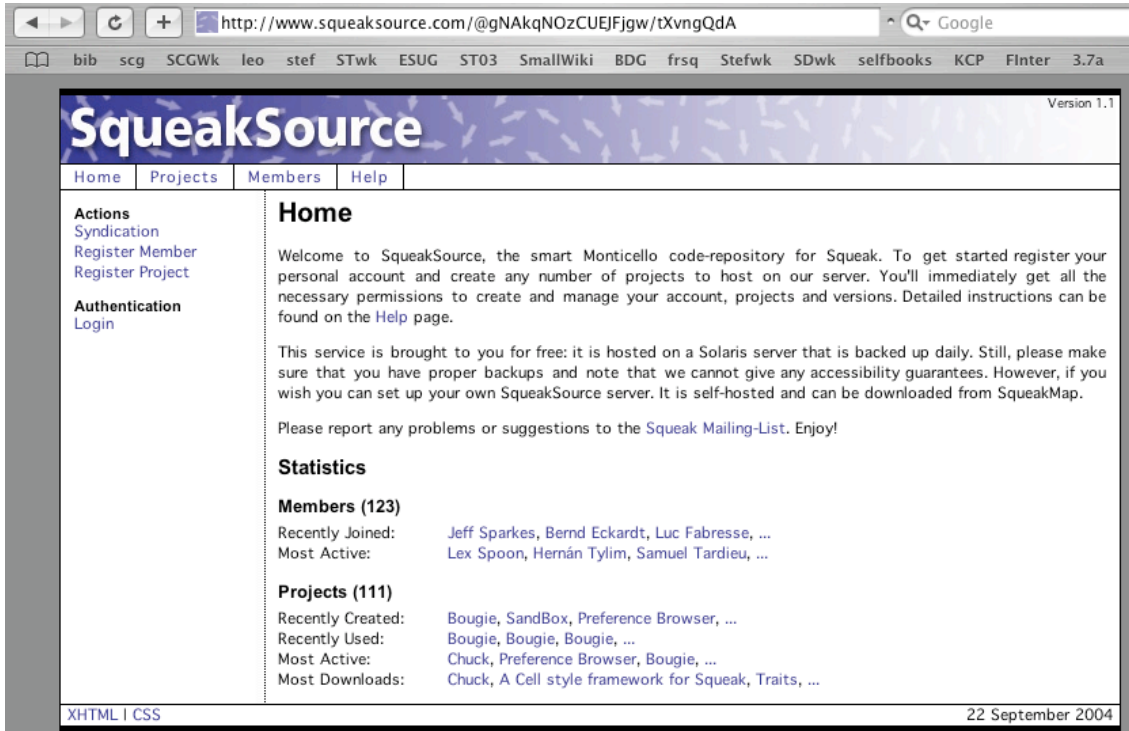 http://www.squeaksource.com/@gNAkqNOzCUEJFjgw/tXvngQdA
Google
bib scg SCGWk leo stef STwk ESUG ST03 SmallWiki BDG frsq Stefwk SDwk selfbooks KCP FInter 3.7a
Version 1.1
SqueakSource
Home Projects Members Help
Actions
Syndication
Register Member
Register Project
Authentication
Login
Home
Welcome to SqueakSource, the smart Monticello code-repository for Squeak. To get started register your
personal account and create any number of projects to host on our server. You'll immediately get all the
necessary permissions to create and manage your account, projects and versions. Detailed instructions can be
found on the Help page.
This service is brought to you for free: it is hosted on a Solaris server that is backed up daily. Still, please make
sure that you have proper backups and note that we cannot give any accessibility guarantees. However, if you
wish you can set up your own SqueakSource server. It is self-hosted and can be downloaded from SqueakMap.
Please report any problems or suggestions to the Squeak Mailing-List. Enjoy!
Statistics
Members (123)
Recently Joined: Jeff Sparkes, Bernd Eckardt, Luc Fabresse, ...
Most Active: Lex Spoon, Hernán Tylim, Samuel Tardieu, ...
Projects (111)
Recently Created: Bougie, SandBox, Preference Browser, ...
Recently Used: Bougie, Bougie, Bougie, ...
Most Active: Chuck, Preference Browser, Bougie, ...
Most Downloads: Chuck, A Cell style framework for Squeak, Traits, ...
XHTML | CSS
22 September 2004